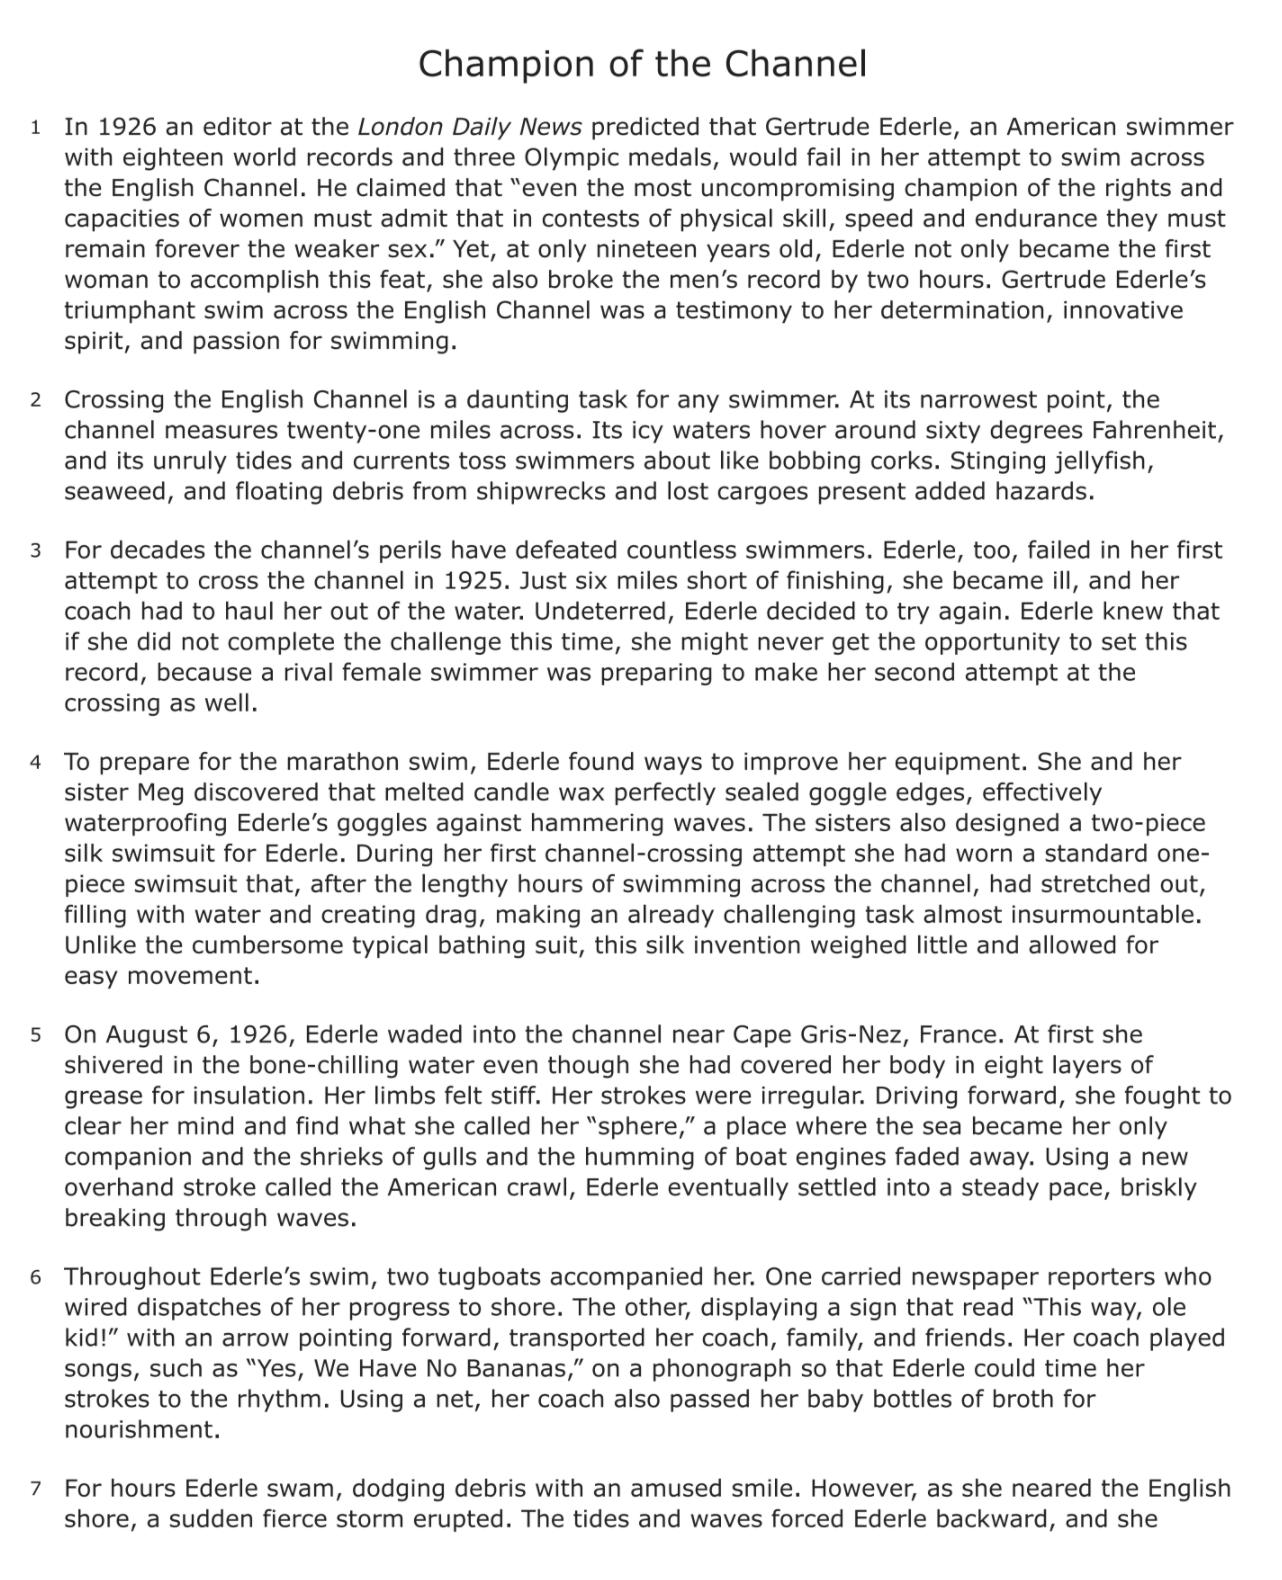 Champion of the Channel
1 In 1926 an editor at the London Daily News predicted that Gertrude Ederle, an American swimmer
with eighteen world records and three Olympic medals, would fail in her attempt to swim across
the English Channel. He claimed that “even the most uncompromising champion of the rights and
capacities of women must admit that in contests of physical skill, speed and endurance they must
remain forever the weaker sex.” Yet, at only nineteen years old, Ederle not only became the first
woman to accomplish this feat, she also broke the men’s record by two hours. Gertrude Ederle’s
triumphant swim across the English Channel was a testimony to her determination, innovative
spirit, and passion for swimming.
2 Crossing the English Channel is a daunting task for any swimmer. At its narrowest point, the
channel measures twenty-one miles across. Its icy waters hover around sixty degrees Fahrenheit,
and its unruly tides and currents toss swimmers about like bobbing corks. Stinging jellyfish,
seaweed, and floating debris from shipwrecks and lost cargoes present added hazards.
3 For decades the channel’s perils have defeated countless swimmers. Ederle, too, failed in her first
attempt to cross the channel in 1925. Just six miles short of finishing, she became ill, and her
coach had to haul her out of the water. Undeterred, Ederle decided to try again. Ederle knew that
if she did not complete the challenge this time, she might never get the opportunity to set this
record, because a rival female swimmer was preparing to make her second attempt at the
crossing as well.
4 To prepare for the marathon swim, Ederle found ways to improve her equipment. She and her
sister Meg discovered that melted candle wax perfectly sealed goggle edges, effectively
waterproofing Ederle’s goggles against hammering waves. The sisters also designed a two-piece
silk swimsuit for Ederle. During her first channel-crossing attempt she had worn a standard one-
piece swimsuit that, after the lengthy hours of swimming across the channel, had stretched out,
filling with water and creating drag, making an already challenging task almost insurmountable.
Unlike the cumbersome typical bathing suit, this silk invention weighed little and allowed for
easy movement.
5 On August 6, 1926, Ederle waded into the channel near Cape Gris-Nez, France. At first she
shivered in the bone-chilling water even though she had covered her body in eight layers of
grease for insulation. Her limbs felt stiff. Her strokes were irregular. Driving forward, she fought to
clear her mind and find what she called her “sphere,” a place where the sea became her only
companion and the shrieks of gulls and the humming of boat engines faded away. Using a new
overhand stroke called the American crawl, Ederle eventually settled into a steady pace, briskly
breaking through waves.
6 Throughout Ederle’s swim, two tugboats accompanied her. One carried newspaper reporters who
wired dispatches of her progress to shore. The other, displaying a sign that read “This way, ole
kid!” with an arrow pointing forward, transported her coach, family, and friends. Her coach played
songs, such as “Yes, We Have No Bananas,” on a phonograph so that Ederle could time her
strokes to the rhythm. Using a net, her coach also passed her baby bottles of broth for
nourishment.
7 For hours Ederle swam, dodging debris with an amused smile. However, as she neared the English
shore, a sudden fierce storm erupted. The tides and waves forced Ederle backward, and she